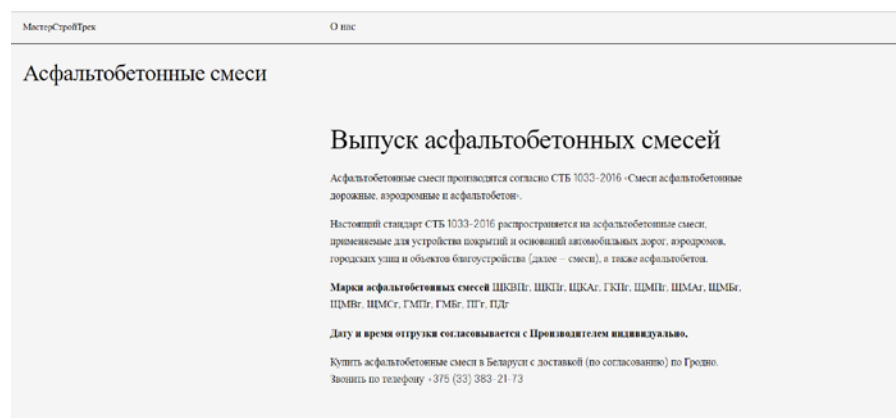 МастерСтройТрек
О нас
Асфальтобетонные смеси
Выпуск асфальтобетонных смесей
Асфальтобетонные смеси производятся согласно СТБ 1033-2016 «Смеси асфальтобетонные
дорожные, аэродромные и асфальтобетон».
Настоящий стандарт СТБ 1033-2016 распространяется на асфальтобетонные смеси,
применяемые для устройства покрытий и оснований автомобильных дорог, аэродромов,
городских улиц и объектов благоустройства (далее – смеси), а также асфальтобетон.
Марки асфальтобетонных смесей ЩКВПг, ЩКПг, ЩКАг, ГКПг, ЩМПг, ЩМАг, ЩМБг,
ЩМВг, ЩМСг, ГМПг, ГМБг, ПГг, ПДг
Дату и время отгрузки согласовывается с Производителем индивидуально.
Купить асфальтобетонные смеси в Беларуси с доставкой (по согласованию) по Гродно.
Звонить по телефону +375 (33) 383-21-73